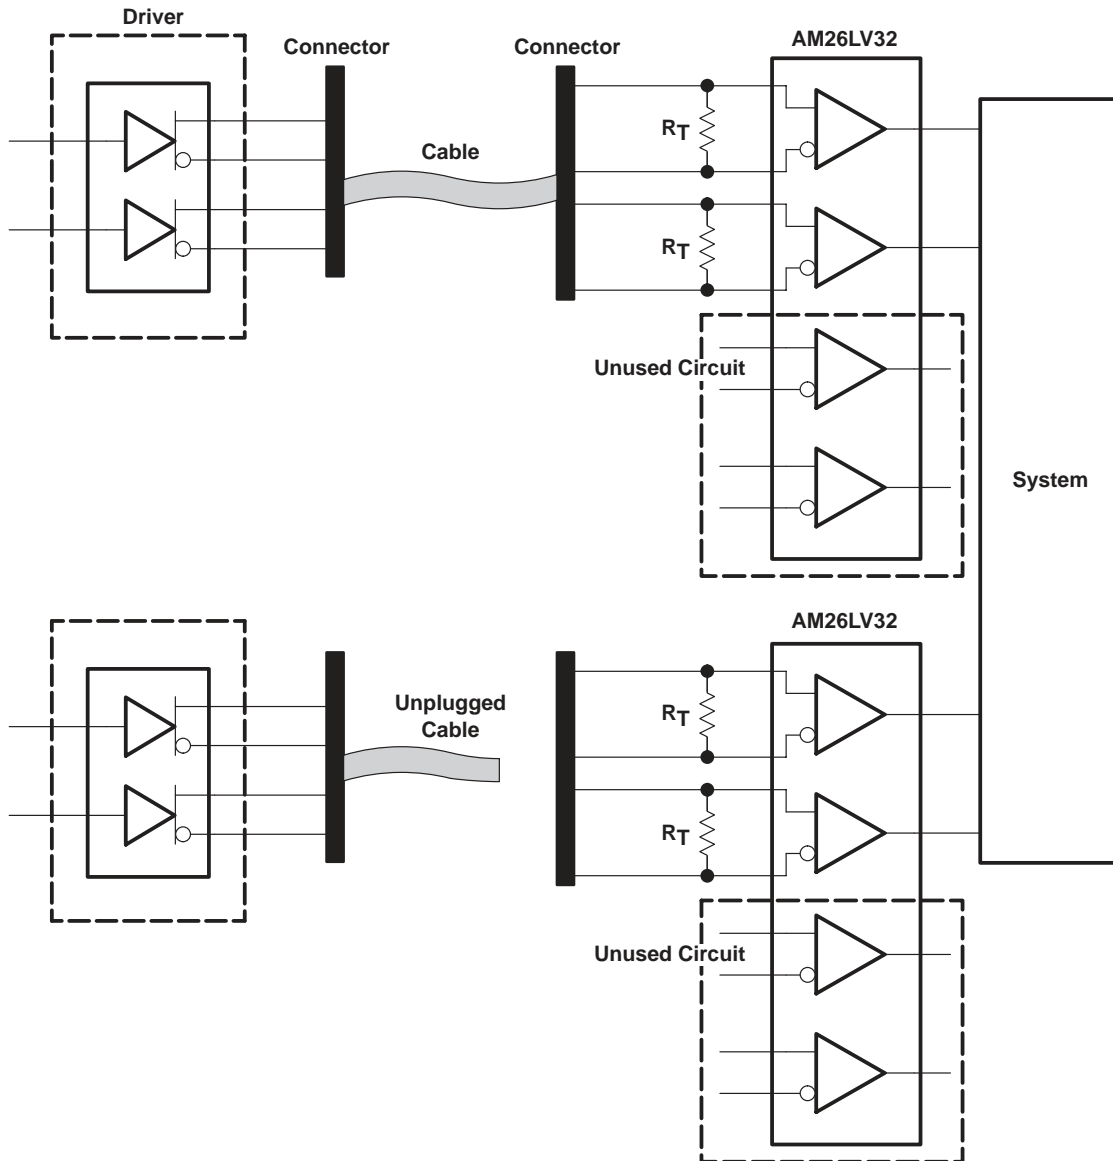 Driver
Connector
Connector
AM26LV32
RT
Cable
RT
Unused Circuit
System
AM26LV32
Unplugged
Cable
RT
RT
Unused Circuit